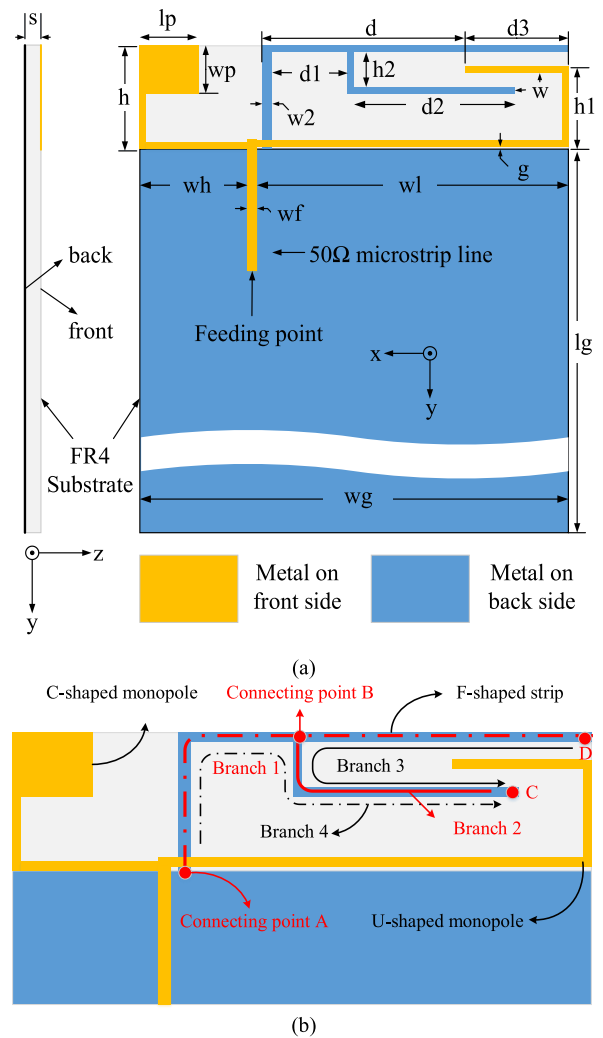 s
lp
d
d3
h
wp
d1
h2
w2
d2
w
h1
g
wh
wl
wf
50Ω microstrip line
back
front
Feeding point
x
y
lg
FR4
Substrate
wg
z
y
Metal on
front side
Metal on
back side
(a)
C-shaped monopole
Connecting point B
F-shaped strip
Branch 1
Branch 3
D
C
Branch 4
Branch 2
Connecting point A
U-shaped monopole
(b)